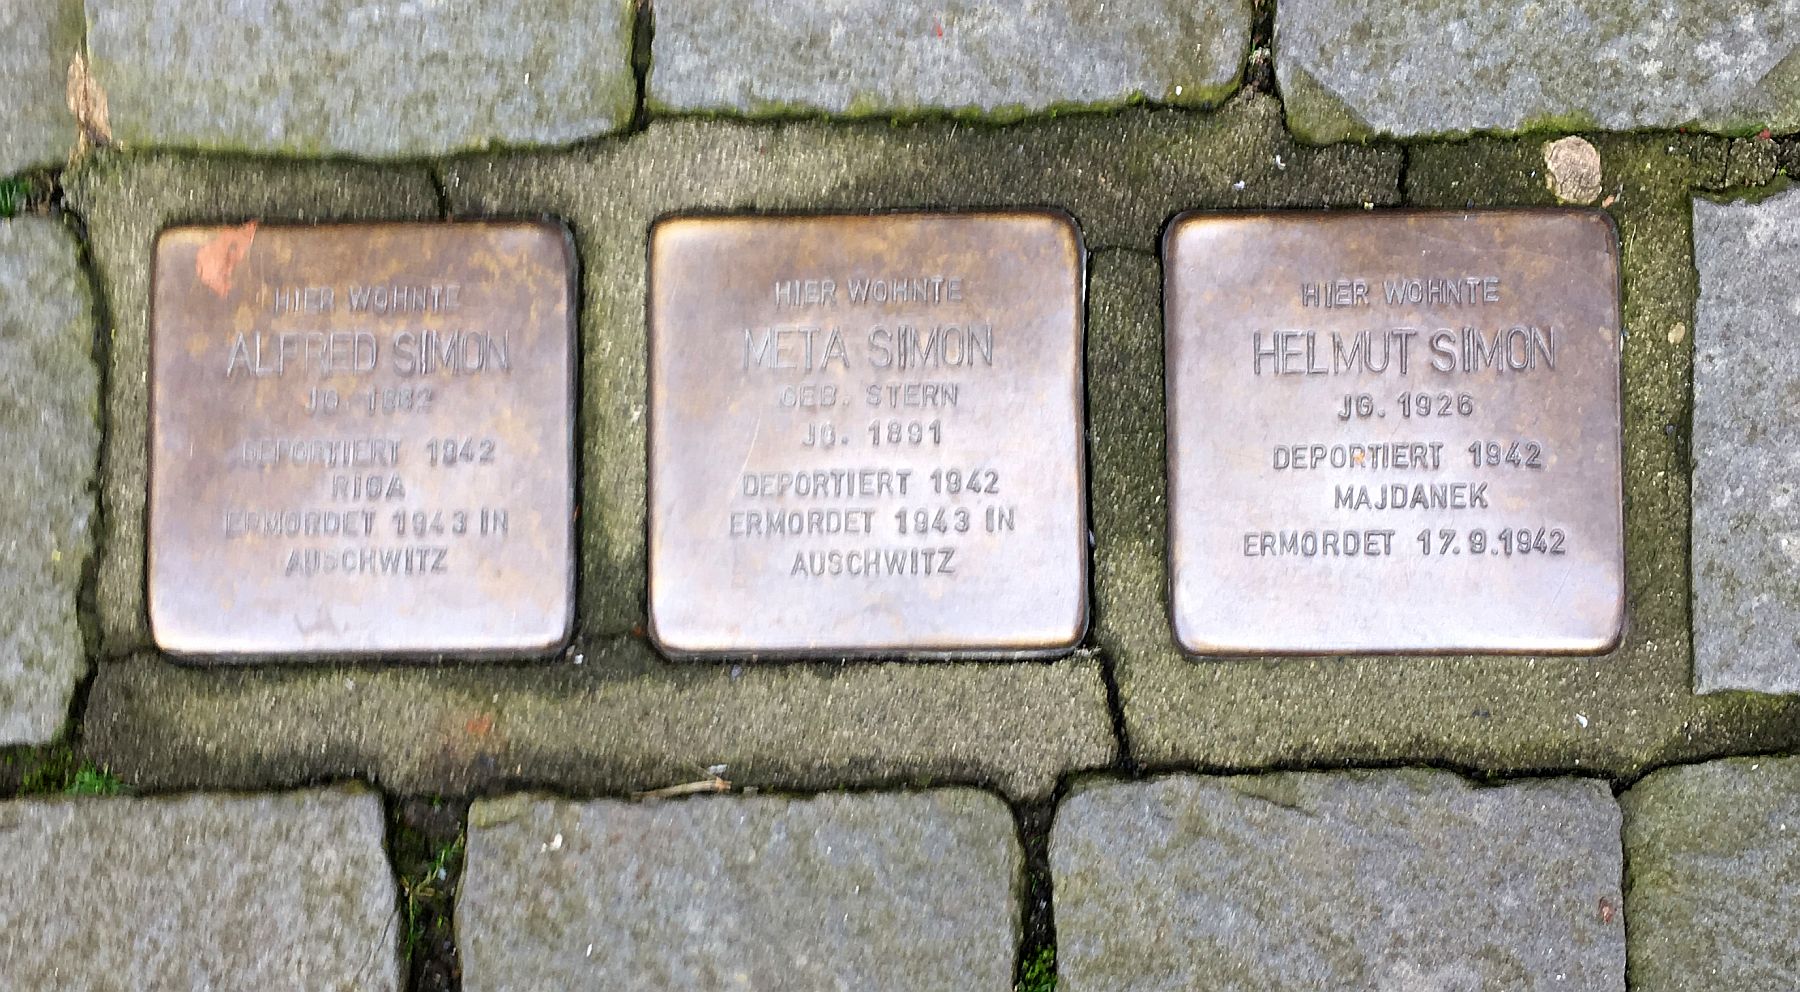 HIER WOHNTE
ALFRED SIMON
JG. 1882
DEPORTIERT 1942
RIGA
ERMORDET 1943 IN
AUSCHWITZ
HIER WOHNTE
META SIMON
GEB. STERN
JG. 1891
DEPORTIERT 1942
ERMORDET 1943 IN
AUSCHWITZ
HIER WOHNTE
HELMUT SIMON
JG. 1926
DEPORTIERT 1942
MAJDANEK
ERMORDET 17.9.1942